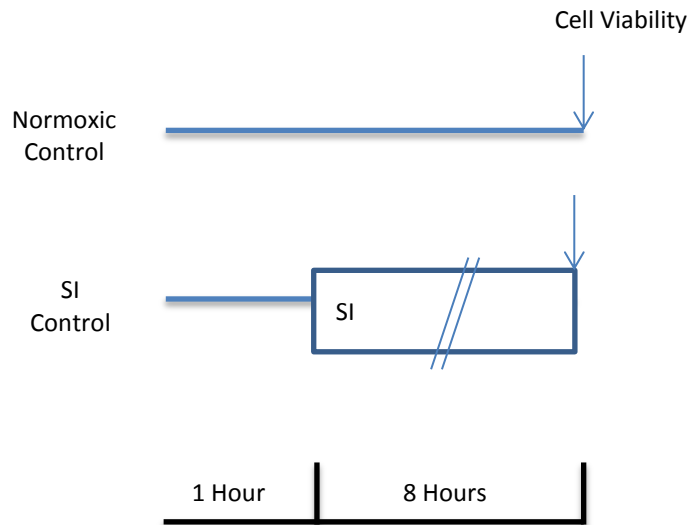 Cell Viability
Normoxic
Control
SI
Control
SI
1 Hour
8 Hours